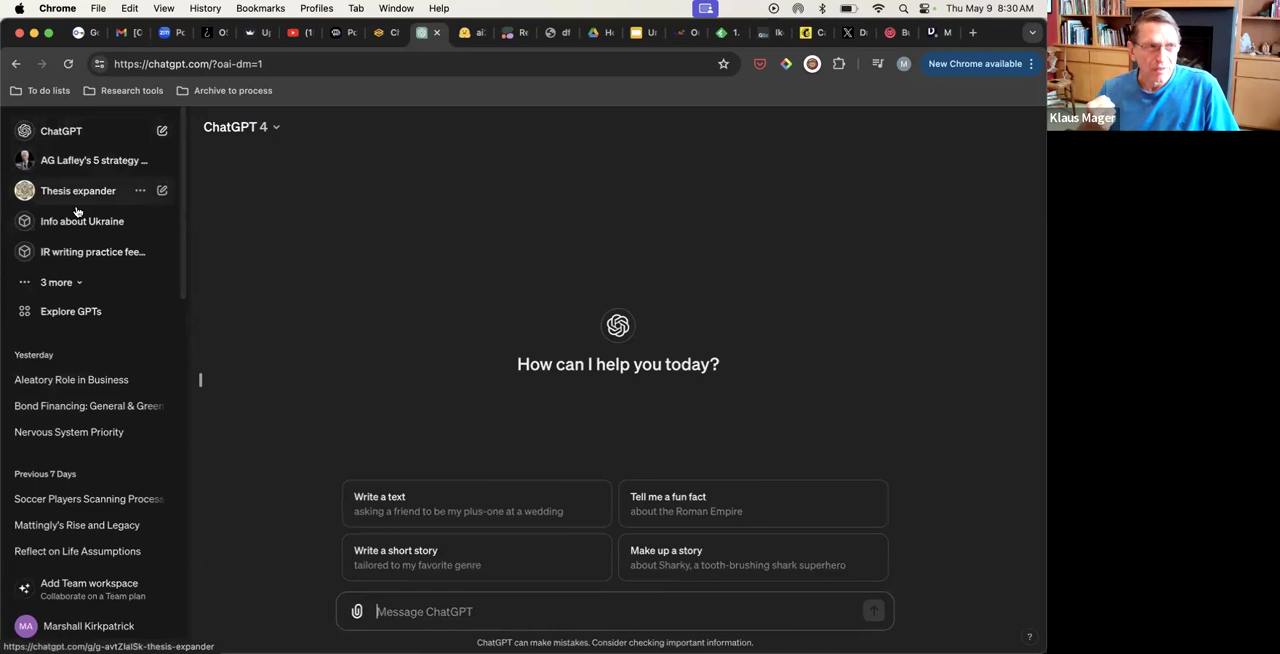 Chrome File Edit View History Bookmarks Profiles Tab Window Help Thu May 9 8:30 AM
https://chatgpt.com/?oai-dm=1
New Chrome available
To do lists Research tools Archive to process
ChatGPT
AG Lafley's 5 strategy ...
Thesis expander
Info about Ukraine
IR writing practice fee...
3 more
Explore GPTs
Yesterday
Aleatory Role in Business
Bond Financing: General & Green
Nervous System Priority
Previous 7 Days
Soccer Players Scanning Process
Mattingly's Rise and Legacy
Reflect on Life Assumptions
Add Team workspace
Collaborate on a Team plan
MA Marshall Kirkpatrick
ChatGPT 4
How can I help you today?
Write a text
asking a friend to be my plus-one at a wedding
Tell me a fun fact
about the Roman Empire
Write a short story
tailored to my favorite genre
Make up a story
about Sharky, a tooth-brushing shark superhero
Message ChatGPT
ChatGPT can make mistakes. Consider checking important information.
?
Klaus Mager